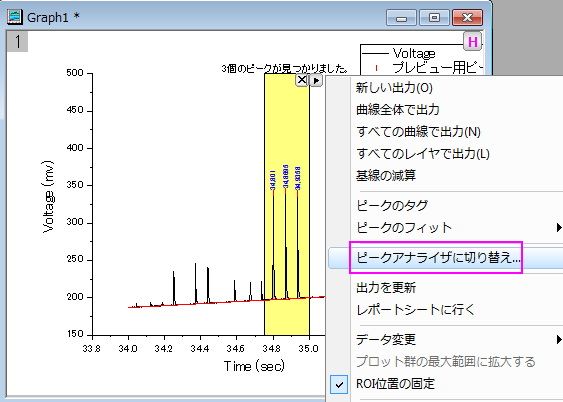 Graph1 *
1
H
3個のピークが見つかりました。
Voltage
プレビュー用ピー
500
450
400
350
300
250
200
150
Voltage (mv)
34.801
34.8685
34.9358
33.8
34.0
34.2
34.4
34.6
34.8
35.0
Time (sec)
新しい出力(O)
曲線全体で出力
すべての曲線で出力(N)
すべてのレイヤで出力(L)
基線の減算
ピークのタグ
ピークのフィット
ピークアナライザに切り替え...
出力を更新
レポートシートに行く
データ変更
プロット群の最大範囲に拡大する
ROI位置の固定